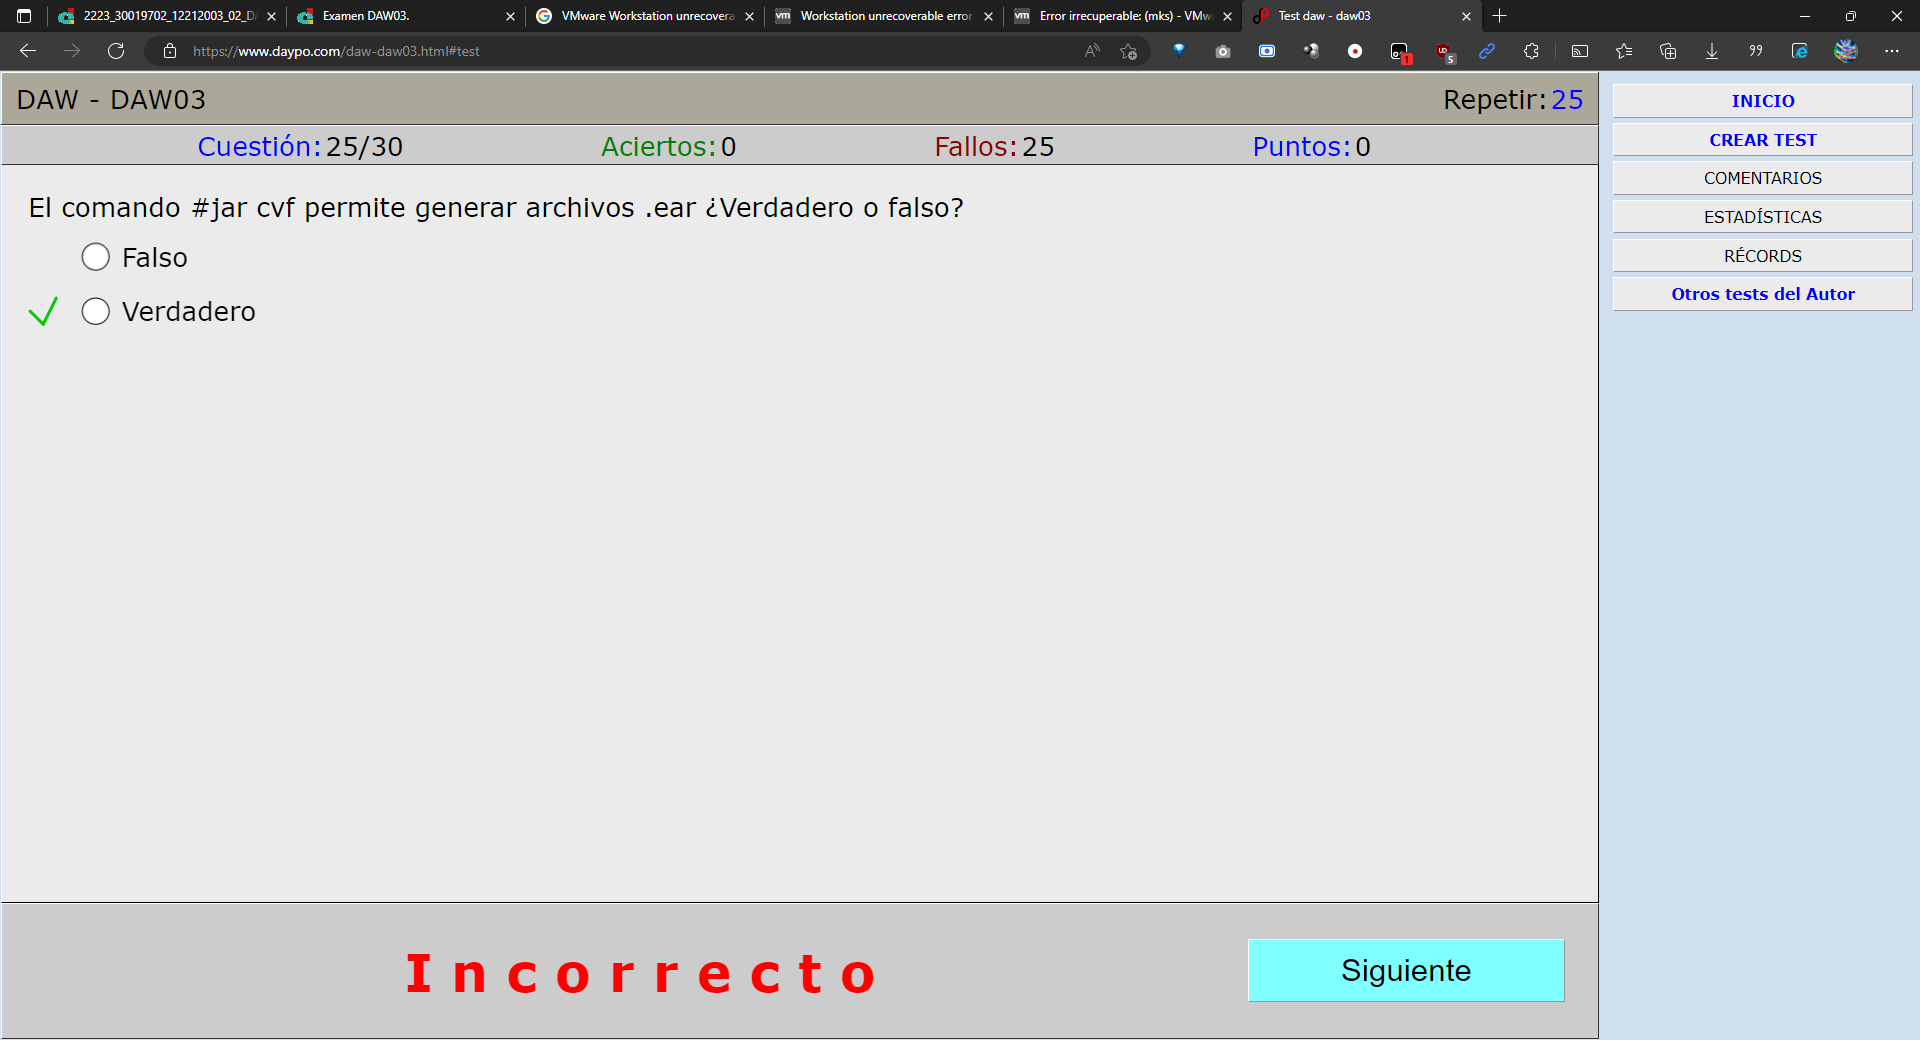 2223_30019702_12212003_02_D
Examen DAW03.
VMware Workstation unrecovera
Workstation unrecoverable error
Error irrecuperable: (mks) - VMw
Test daw - daw03
https://www.daypo.com/daw-daw03.html#test
DAW - DAW03
Repetir: 25
Cuestión: 25/30
Aciertos: 0
Fallos: 25
Puntos: 0
El comando #jar cvf permite generar archivos .ear ¿Verdadero o falso?
Falso
Verdadero
Incorrecto
Siguiente
INICIO
CREAR TEST
COMENTARIOS
ESTADÍSTICAS
RÉCORDS
Otros tests del Autor